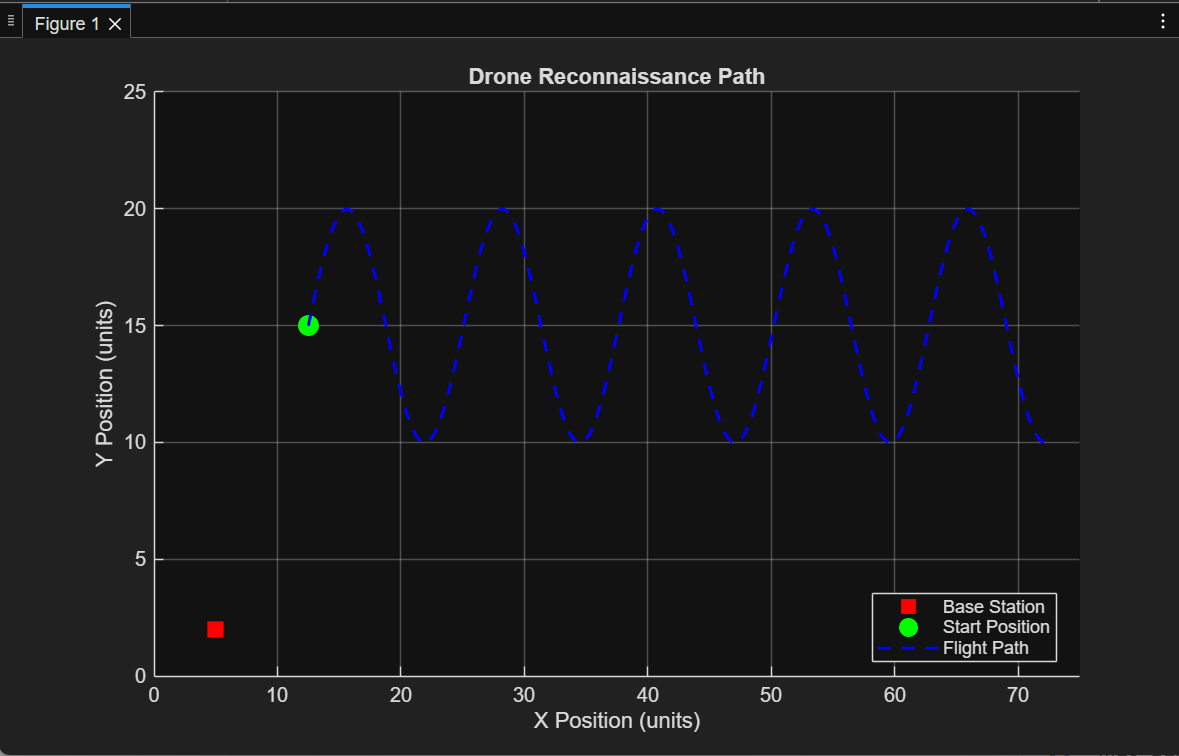 Figure 1
Drone Reconnaissance Path
25
20
15
10
5
0
Y Position (units)
0 10 20 30 40 50 60 70
X Position (units)
Base Station
Start Position
Flight Path